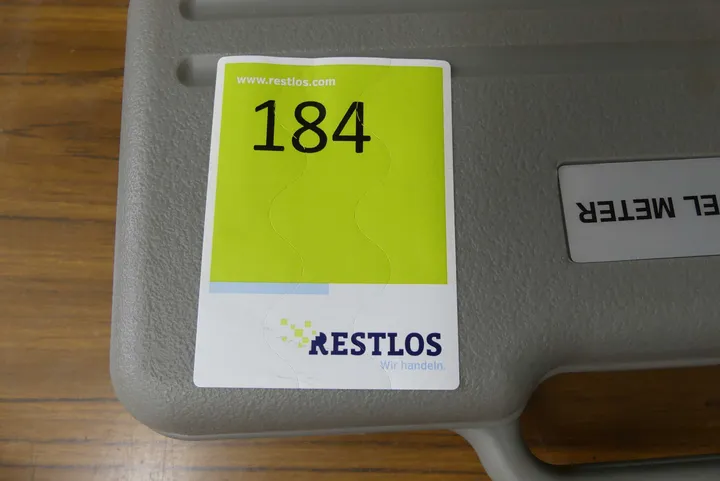 www.restlos.com
184
EL METER
RESTLOS
Wir handeln.